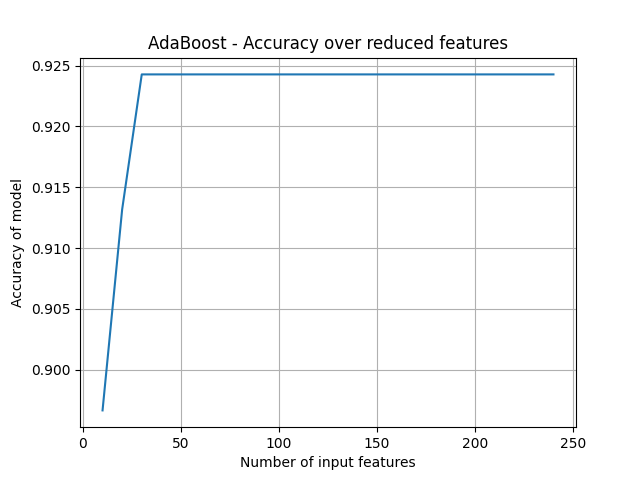 AdaBoost - Accuracy over reduced features
0.925
0.920
0.915
0.910
0.905
0.900
Accuracy of model
0 50 100 150 200 250
Number of input features